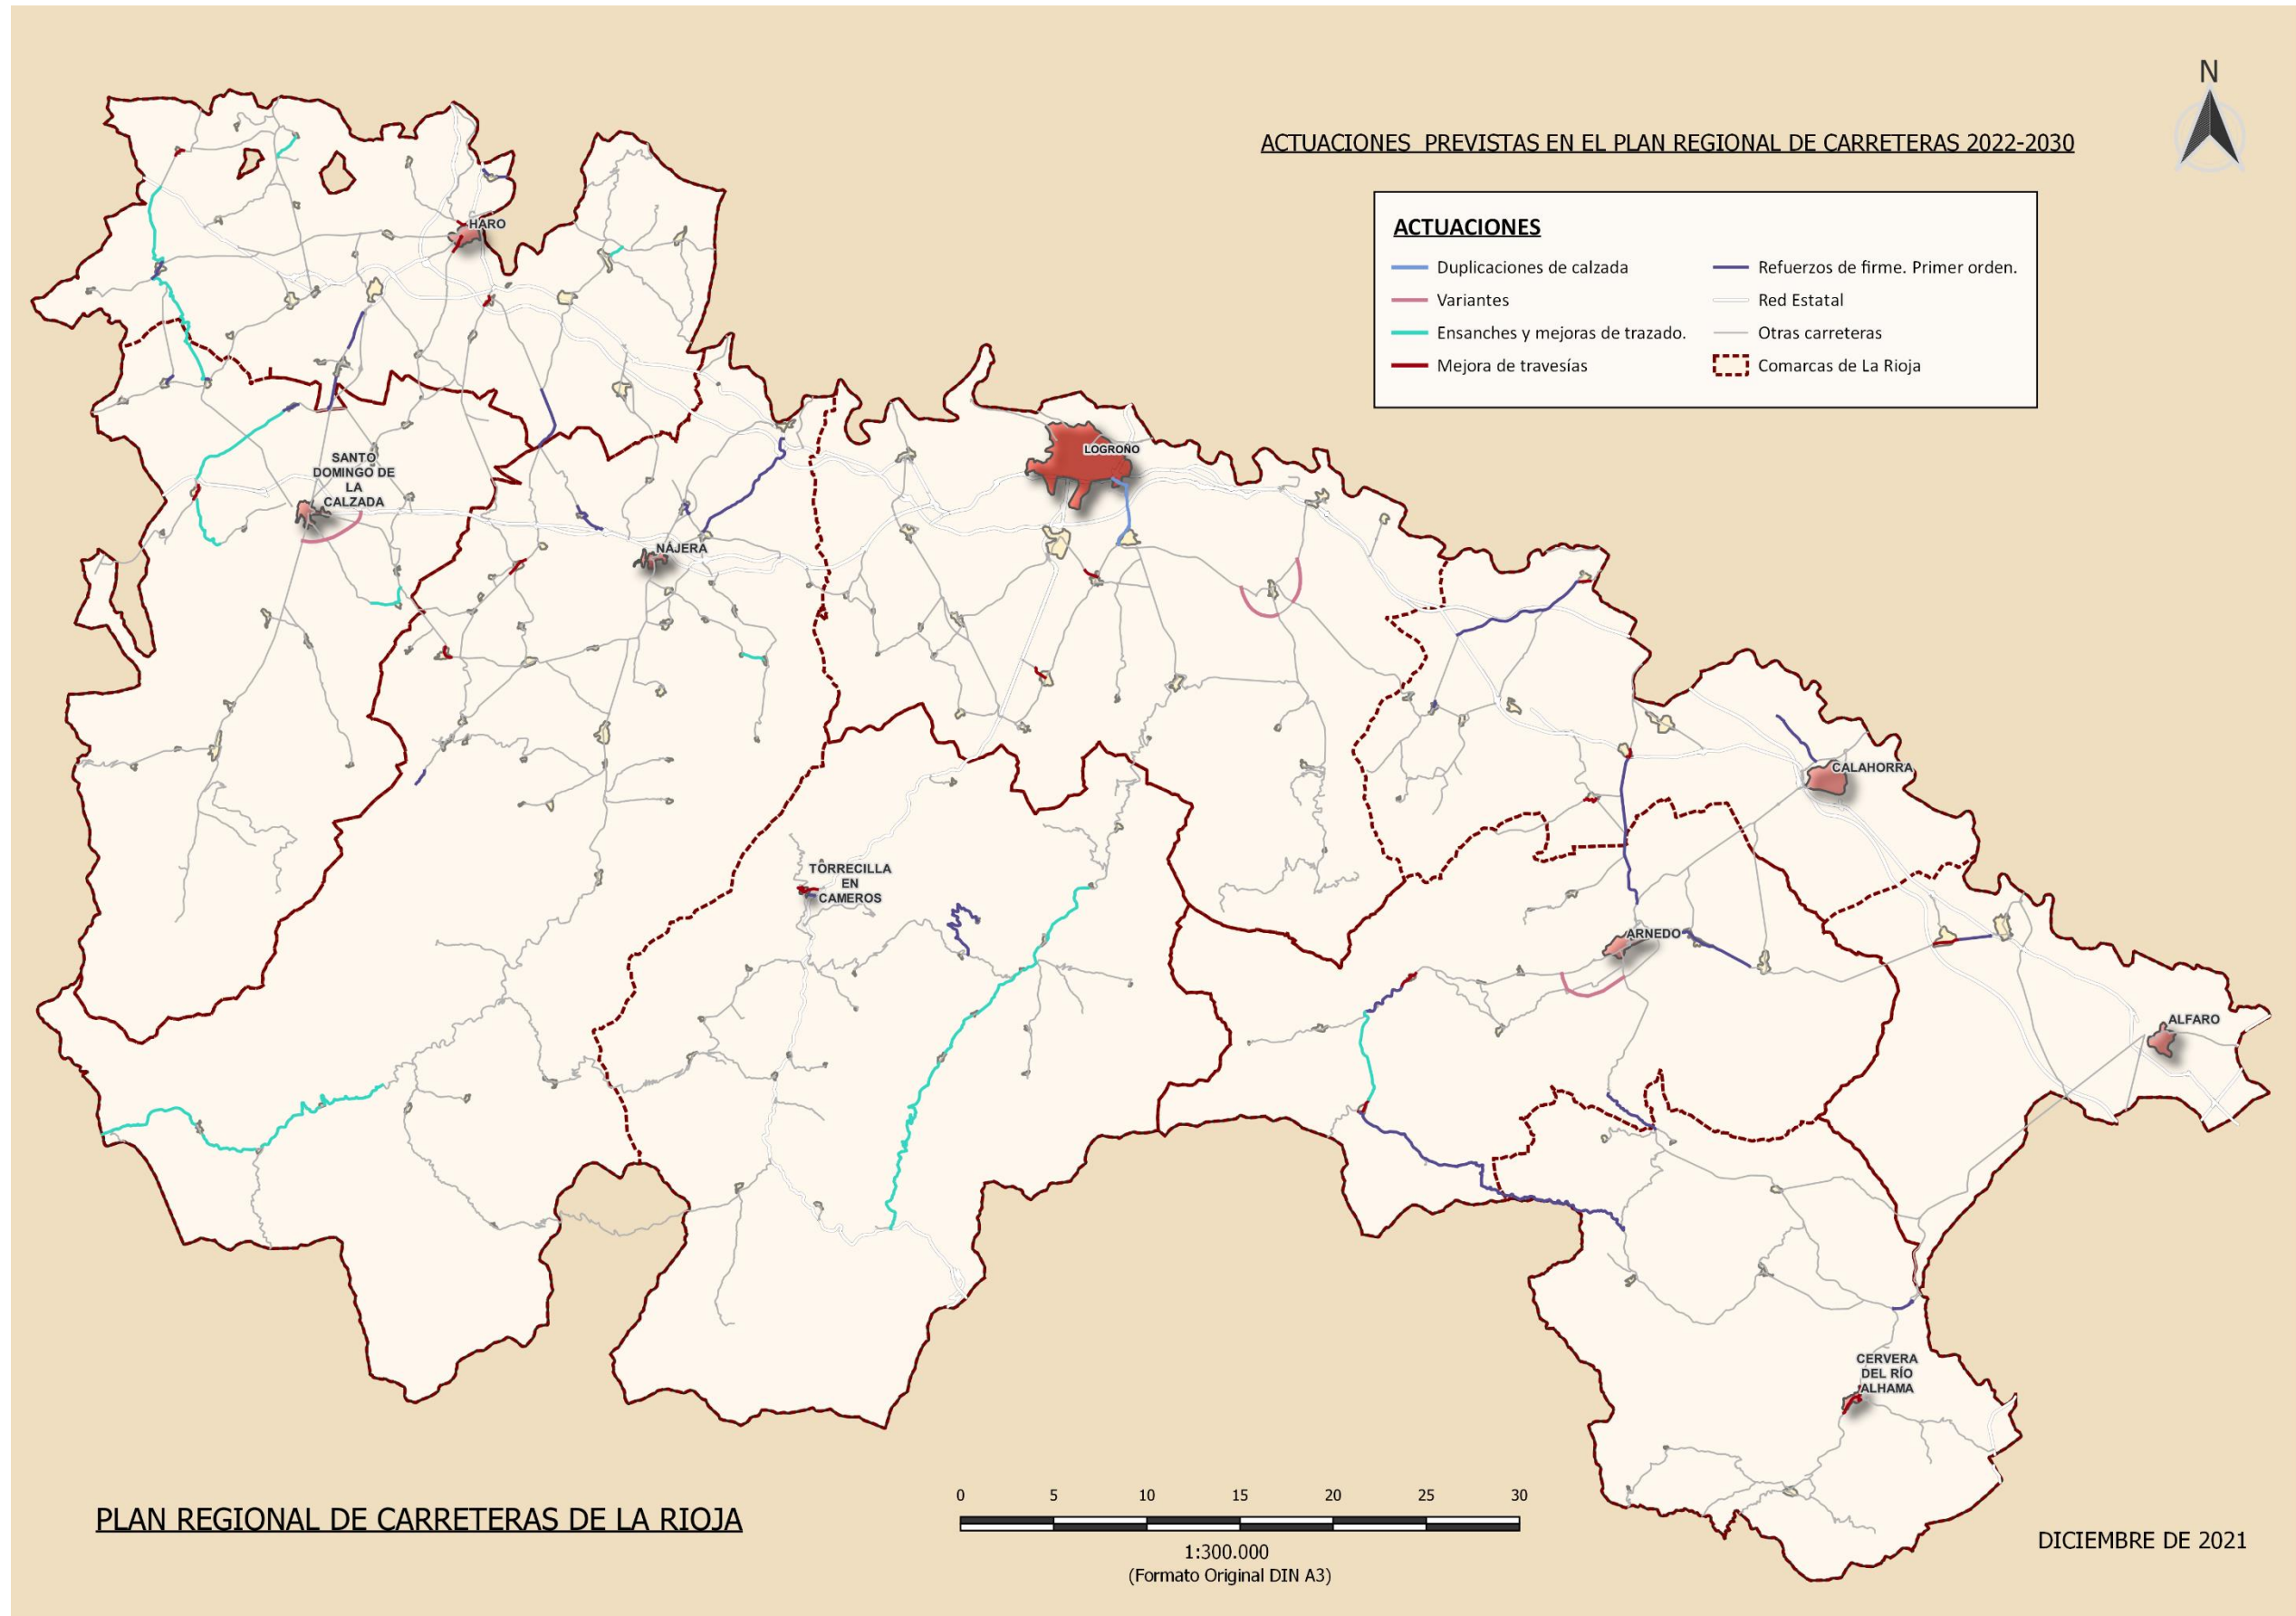 N
ACTUACIONES PREVISTAS EN EL PLAN REGIONAL DE CARRETERAS 2022-2030
ACTUACIONES
Duplicaciones de calzada
Variantes
Ensanches y mejoras de trazado.
Mejora de travesías
Refuerzos de firme. Primer orden.
Red Estatal
Otras carreteras
Comarcas de La Rioja
HARO
LOGROÑO
SANTO
DOMINGO DE
LA
CALZADA
NÁJERA
CALAHORRA
TORRECILLA
EN
CAMEROS
ARNEDO
ALFARO
CERVERA
DEL RÍO
ALHAMA
0 5 10 15 20 25 30
1:300.000
(Formato Original DIN A3)
PLAN REGIONAL DE CARRETERAS DE LA RIOJA
DICIEMBRE DE 2021